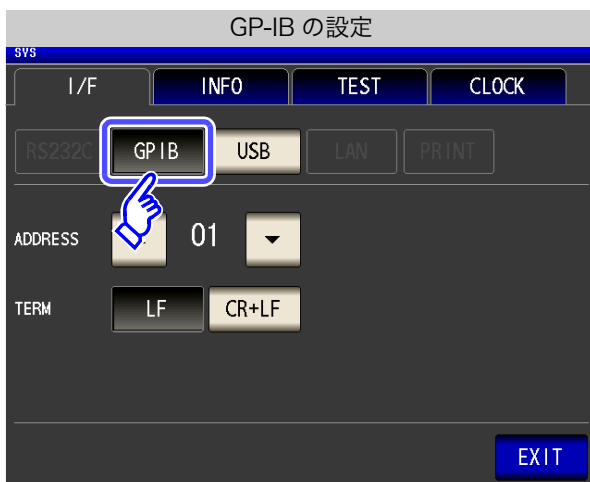 GP-IB の設定
SYS
I/F INFO TEST CLOCK
RS232C GPIB USB LAN PRINT
ADDRESS 01
TERM LF CR+LF
EXIT